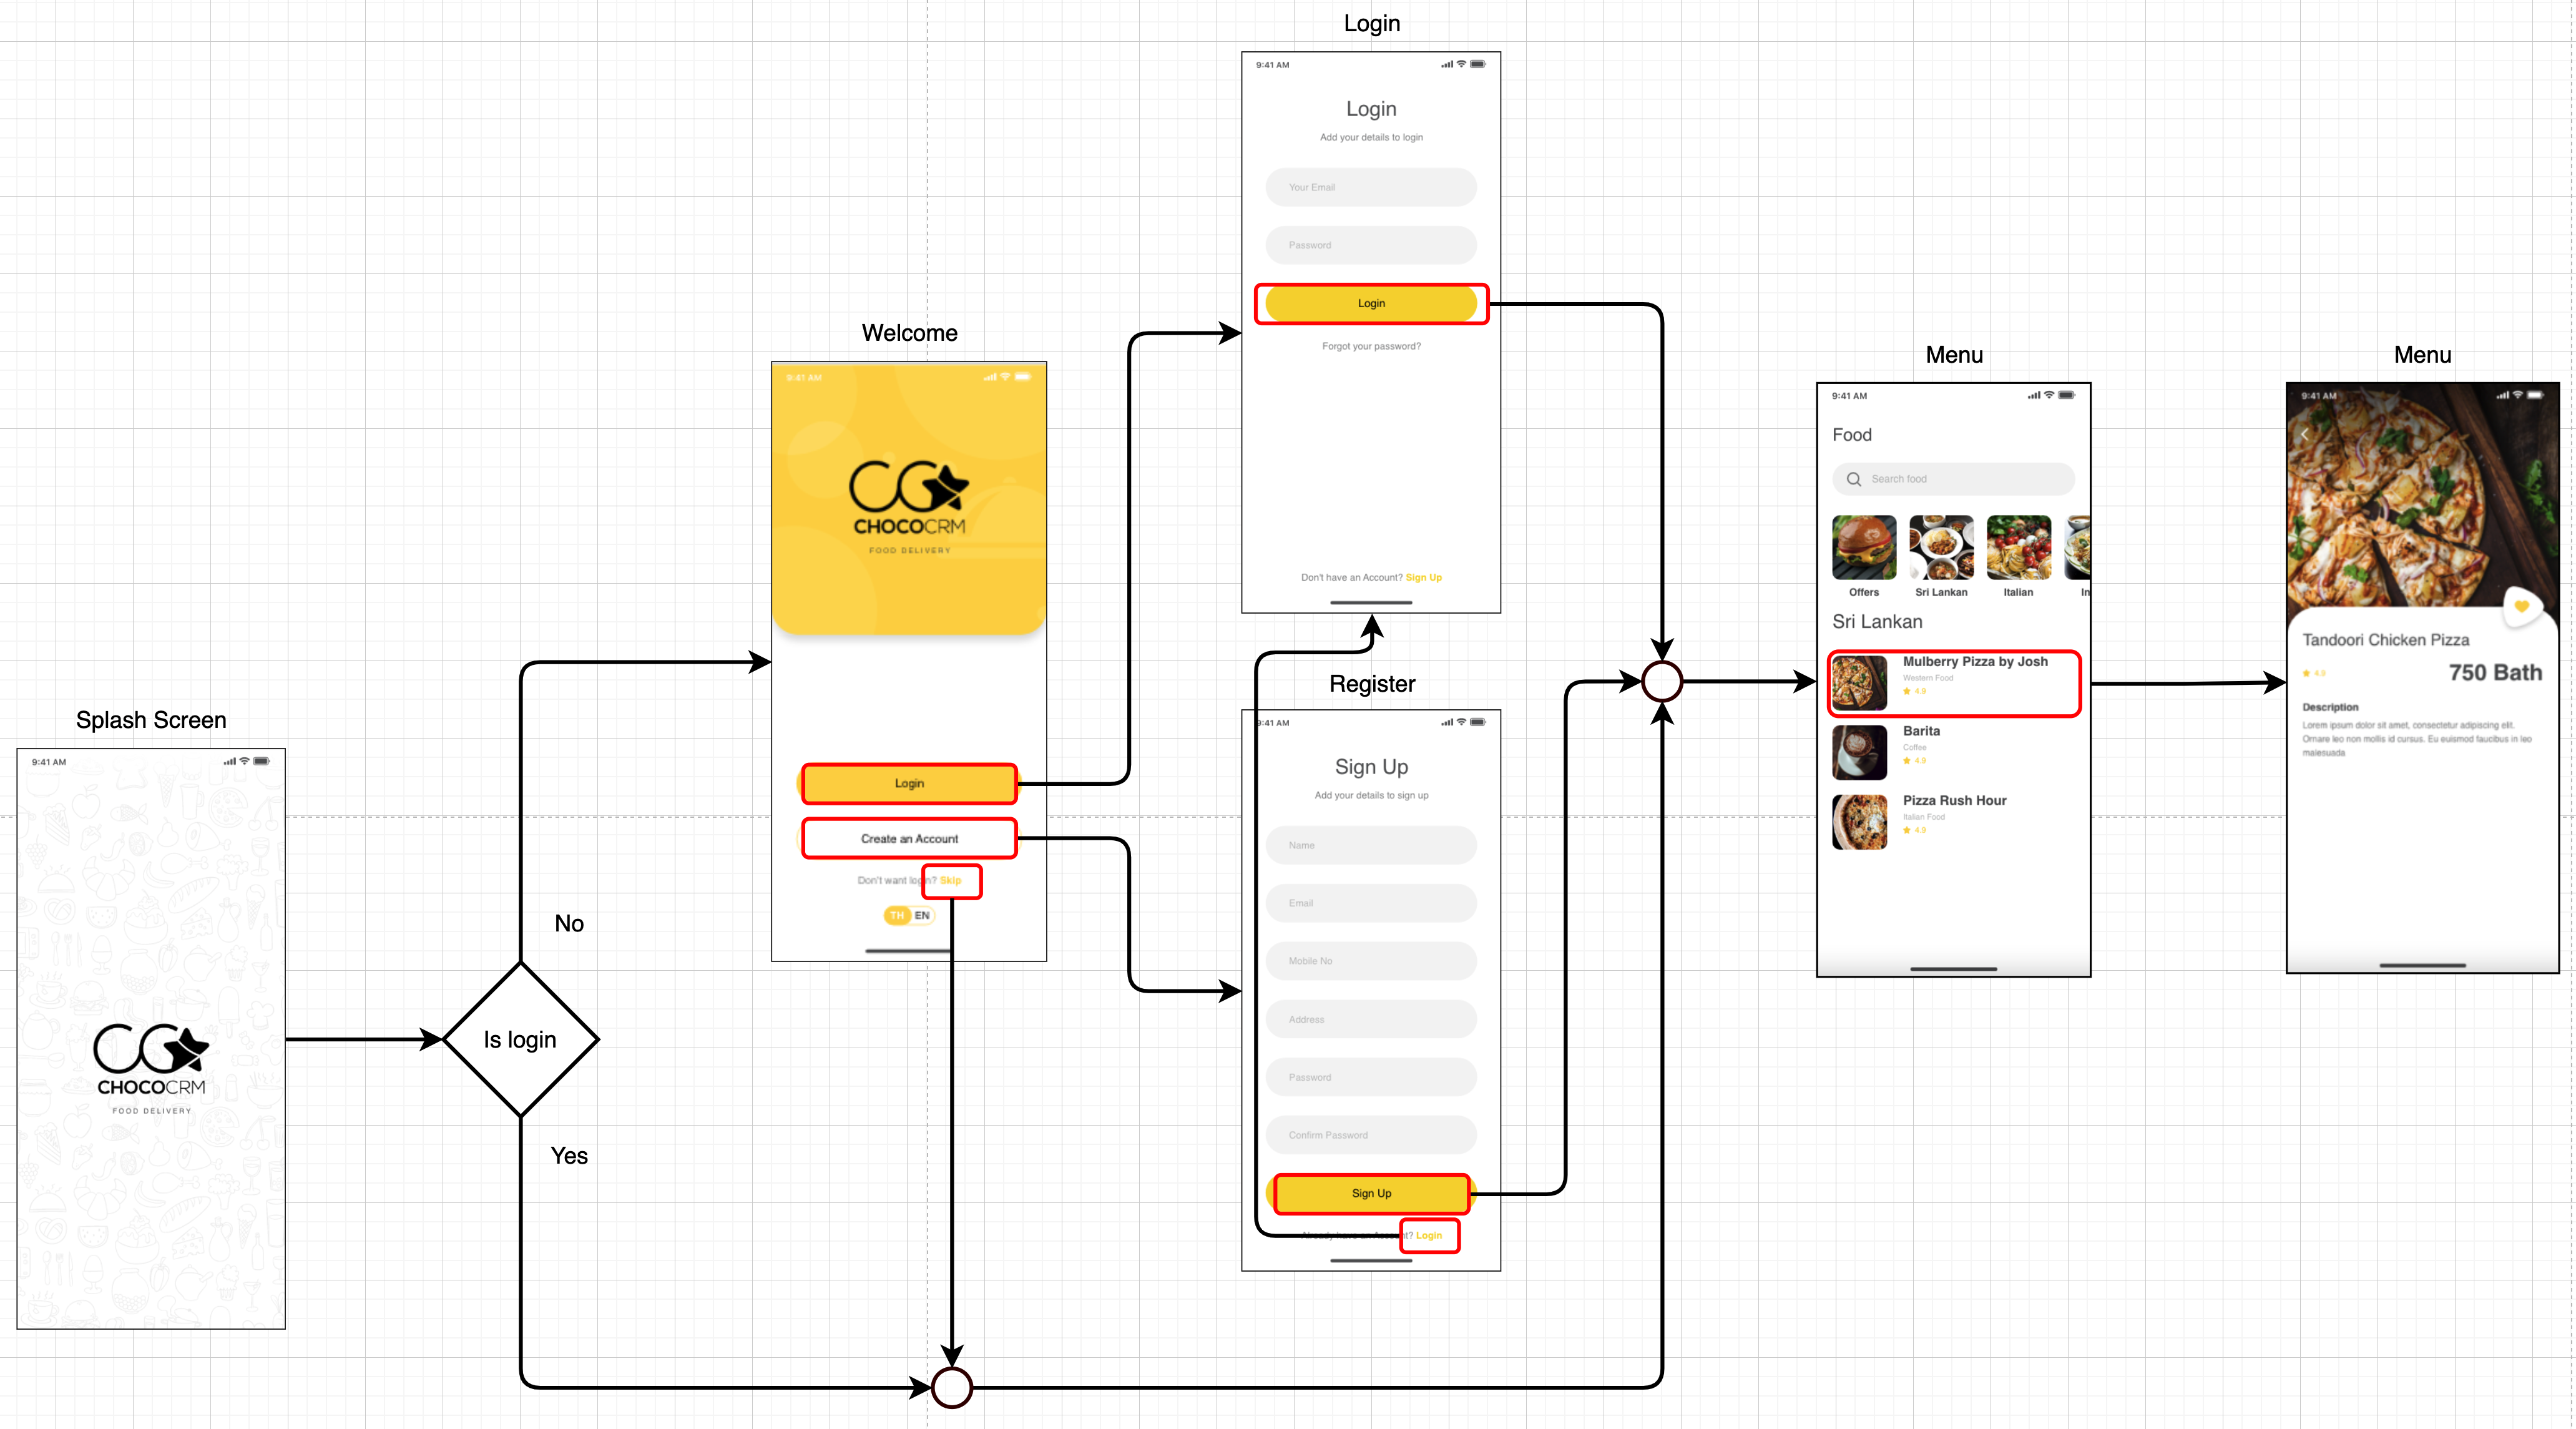 Splash Screen
9:41 AM
CHOCOCRM
FOOD DELIVERY
Is login
No
Yes
Welcome
9:41 AM
CHOCOCRM
FOOD DELIVERY
Login
Create an Account
Don't want login? Skip
TH EN
Login
9:41 AM
Login
Add your details to login
Your Email
Password
Login
Forgot your password?
Don't have an Account? Sign Up
Register
9:41 AM
Sign Up
Add your details to sign up
Name
Email
Mobile No
Address
Password
Confirm Password
Sign Up
Already have an Account? Login
Menu
9:41 AM
Food
Search food
Offers Sri Lankan Italian In
Sri Lankan
Mulberry Pizza by Josh
Western Food
4.9
Barita
Coffee
4.9
Pizza Rush Hour
Italian Food
4.9
Menu
9:41 AM
Tandoori Chicken Pizza
4.9
750 Bath
Description
Lorem ipsum dolor sit amet, consectetur adipiscing elit.
Ornare leo non mollis id cursus. Eu euismod faucibus in leo
malesuada